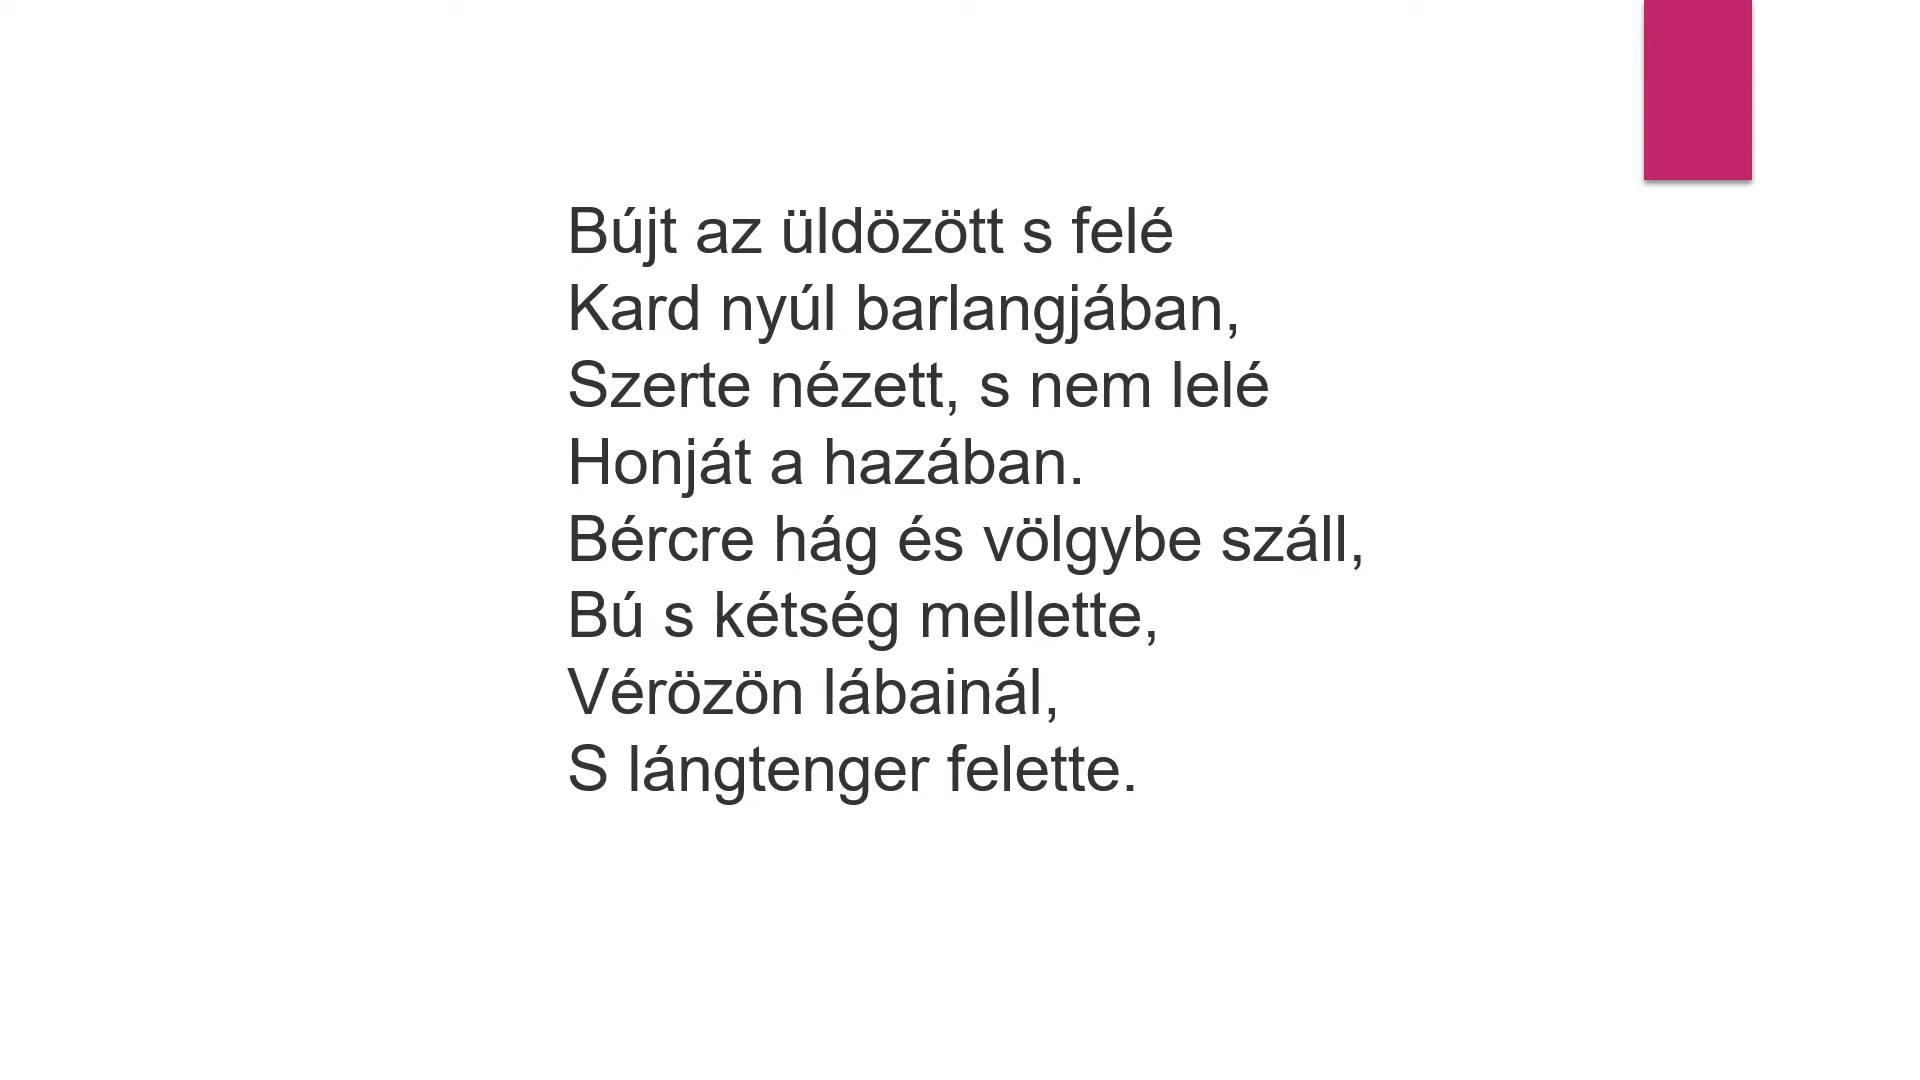 Bújt az üldözött s felé
Kard nyúl barlangjában,
Szerte nézett, s nem lelé
Honját a hazában.
Bércre hág és völgybe száll,
Bú s kétség mellette,
Vérözön lábainál,
S lángtenger felette.